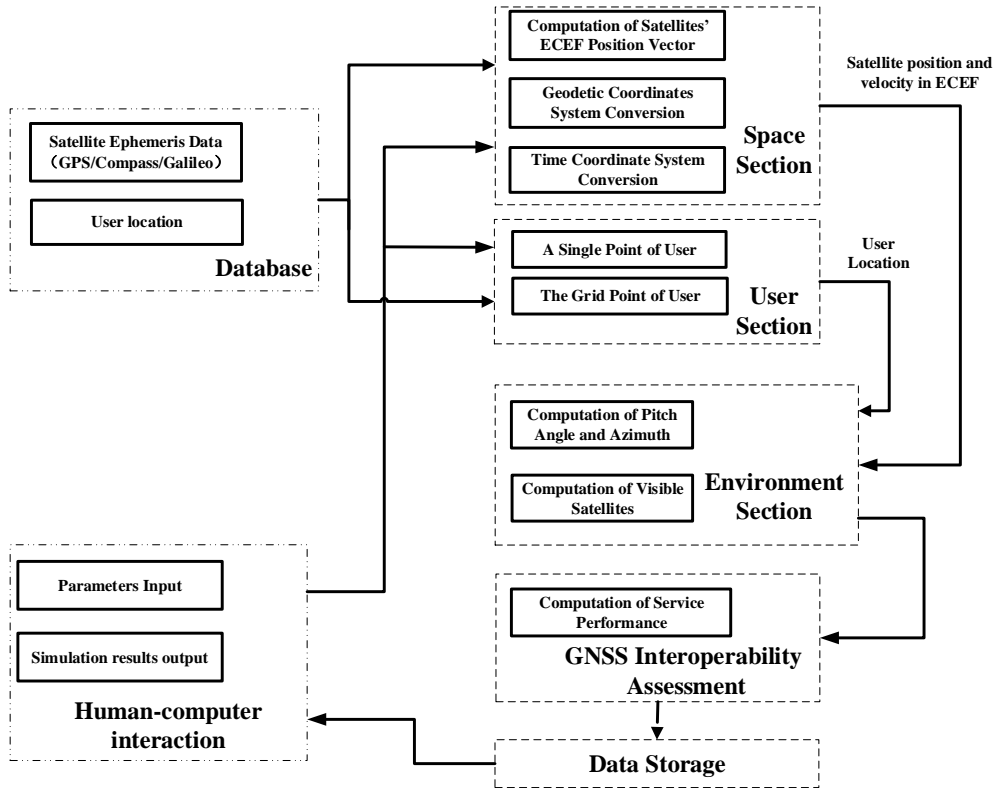 Satellite Ephemeris Data
（GPS/Compass/Galileo）
User location
Database
Computation of Satellites'
ECEF Position Vector
Geodetic Coordinates
System Conversion
Time Coordinate System
Conversion
Space
Section
Satellite position and
velocity in ECEF
A Single Point of User
The Grid Point of User
User
Section
User
Location
Computation of Pitch
Angle and Azimuth
Computation of Visible
Satellites
Environment
Section
Parameters Input
Simulation results output
Human-computer
interaction
Computation of Service
Performance
GNSS Interoperability
Assessment
Data Storage